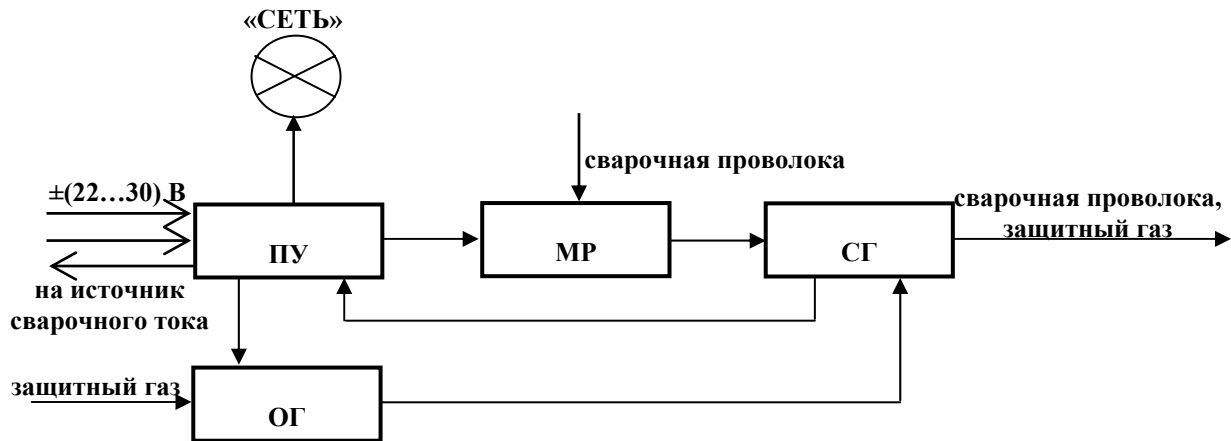 «СЕТЬ»
сварочная проволока
±(22…30) В
сварочная проволока,
защитный газ
ПУ
МР
СГ
на источник
сварочного тока
защитный газ
ОГ